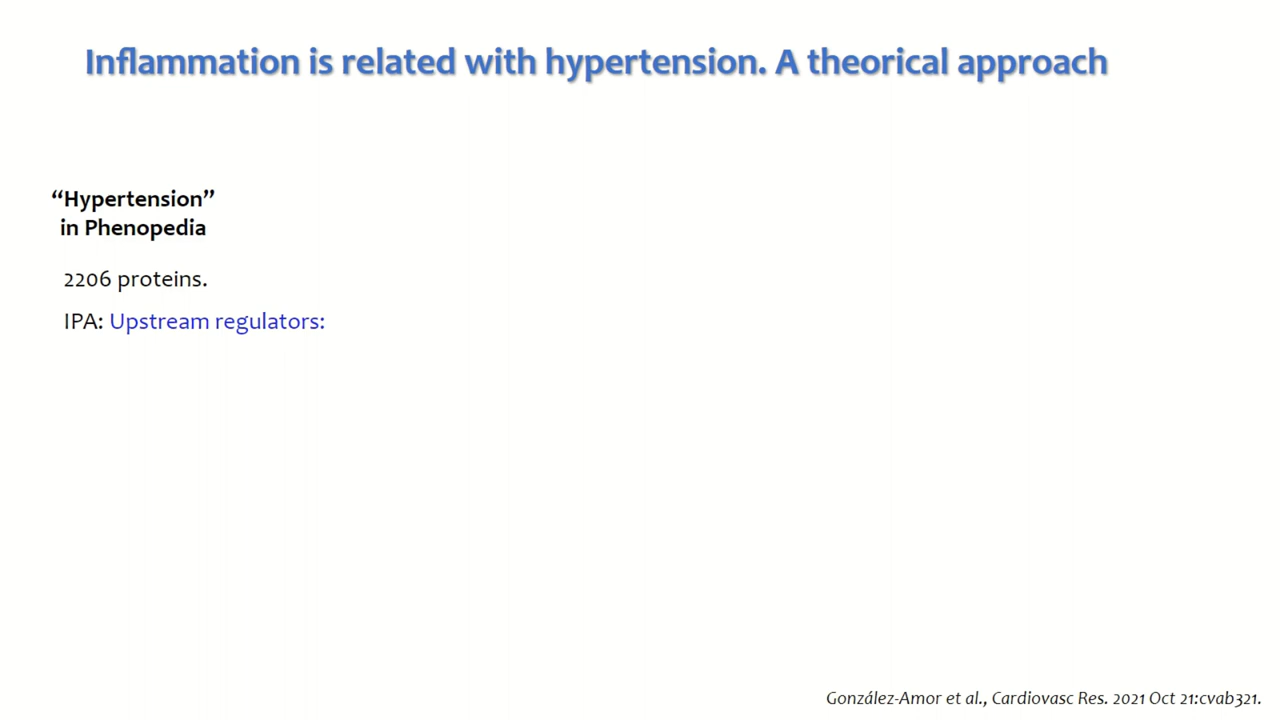 Inflammation is related with hypertension. A theorical approach
“Hypertension”
in Phenopedia
2206 proteins.
IPA: Upstream regulators:
González-Amor et al., Cardiovasc Res. 2021 Oct 21:cvab321.